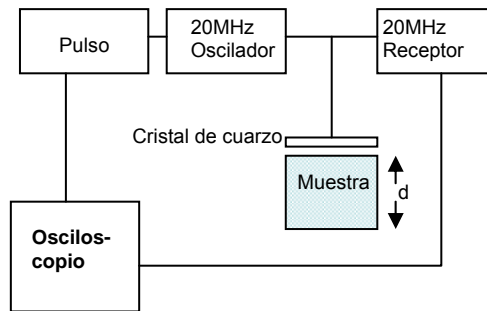 Pulso
20MHz
Oscilador
20MHz
Receptor
Cristal de cuarzo
Muestra
d
Oscilos-
copio